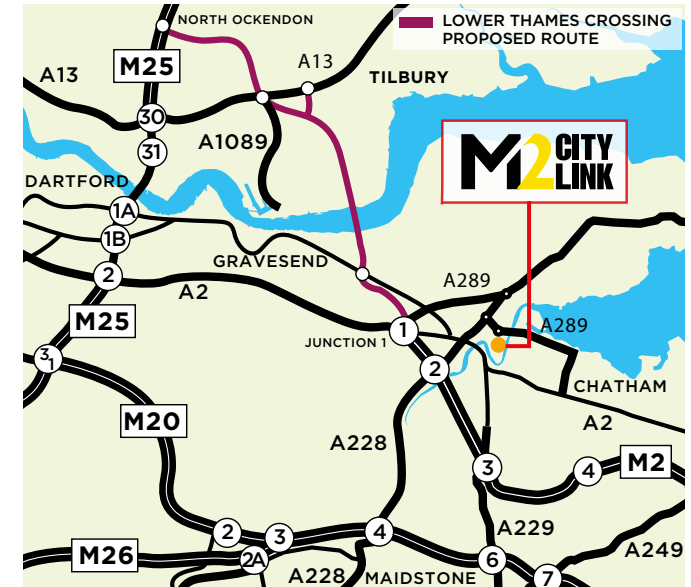 NORTH OCKENDON
LOWER THAMES CROSSING
PROPOSED ROUTE
M25
A13
A13
TILBURY
30
A1089
31
M2 CITY
LINK
DARTFORD
1A
1B
GRAVESEND
2
A2
A289
M25
JUNCTION 1
1
A289
31
2
CHATHAM
M20
A2
A228
3
4
M2
2
3
4
A229
M26
2A
6
A249
A228
MAIDSTONE
7